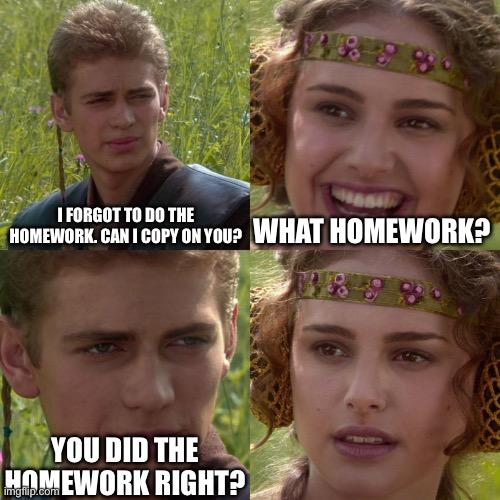 I FORGOT TO DO THE
HOMEWORK. CAN I COPY ON YOU?
WHAT HOMEWORK?
YOU DID THE
HOMEWORK RIGHT?
imgflip.com